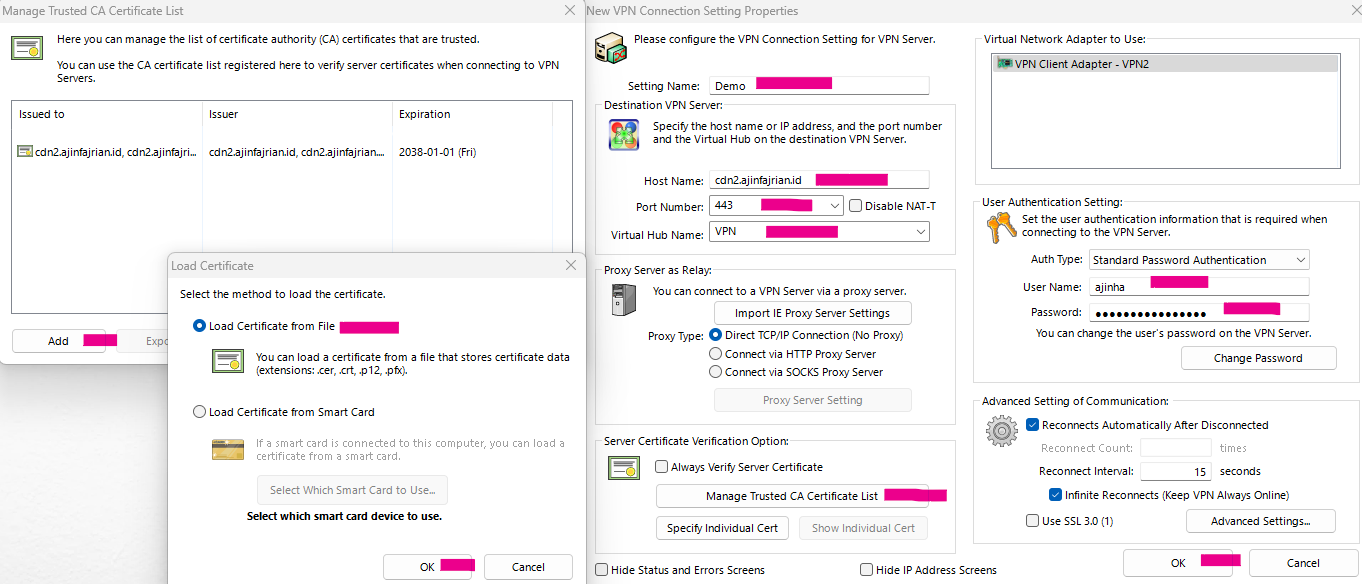 Manage Trusted CA Certificate List
Here you can manage the list of certificate authority (CA) certificates that are trusted.
You can use the CA certificate list registered here to verify server certificates when connecting to VPN
Servers.
Issued to Issuer Expiration
cdn2.ajinfajrian.id, cdn2.ajinfajri... cdn2.ajinfajrian.id, cdn2.ajinfajrian.... 2038-01-01 (Fri)
Add Expo
Load Certificate
Select the method to load the certificate.
Load Certificate from File
You can load a certificate from a file that stores certificate data
(extensions: .cer, .crt, .p12, .pfx).
Load Certificate from Smart Card
If a smart card is connected to this computer, you can load a
certificate from a smart card.
Select Which Smart Card to Use...
Select which smart card device to use.
OK Cancel
New VPN Connection Setting Properties
Please configure the VPN Connection Setting for VPN Server.
Setting Name: Demo
Destination VPN Server:
Specify the host name or IP address, and the port number
and the Virtual Hub on the destination VPN Server.
Host Name: cdn2.ajinfajrian.id
Port Number: 443 Disable NAT-T
Virtual Hub Name: VPN
Proxy Server as Relay:
You can connect to a VPN Server via a proxy server.
Import IE Proxy Server Settings
Proxy Type: Direct TCP/IP Connection (No Proxy)
Connect via HTTP Proxy Server
Connect via SOCKS Proxy Server
Proxy Server Setting
Server Certificate Verification Option:
Always Verify Server Certificate
Manage Trusted CA Certificate List
Specify Individual Cert Show Individual Cert
Hide Status and Errors Screens Hide IP Address Screens
Virtual Network Adapter to Use:
VPN Client Adapter - VPN2
User Authentication Setting:
Set the user authentication information that is required when
connecting to the VPN Server.
Auth Type: Standard Password Authentication
User Name: ajinha
Password: ●●●●●●●●●●●●●●●●
You can change the user's password on the VPN Server.
Change Password
Advanced Setting of Communication:
Reconnects Automatically After Disconnected
Reconnect Count: times
Reconnect Interval: 15 seconds
Infinite Reconnects (Keep VPN Always Online)
Use SSL 3.0 (1) Advanced Settings...
OK Cancel